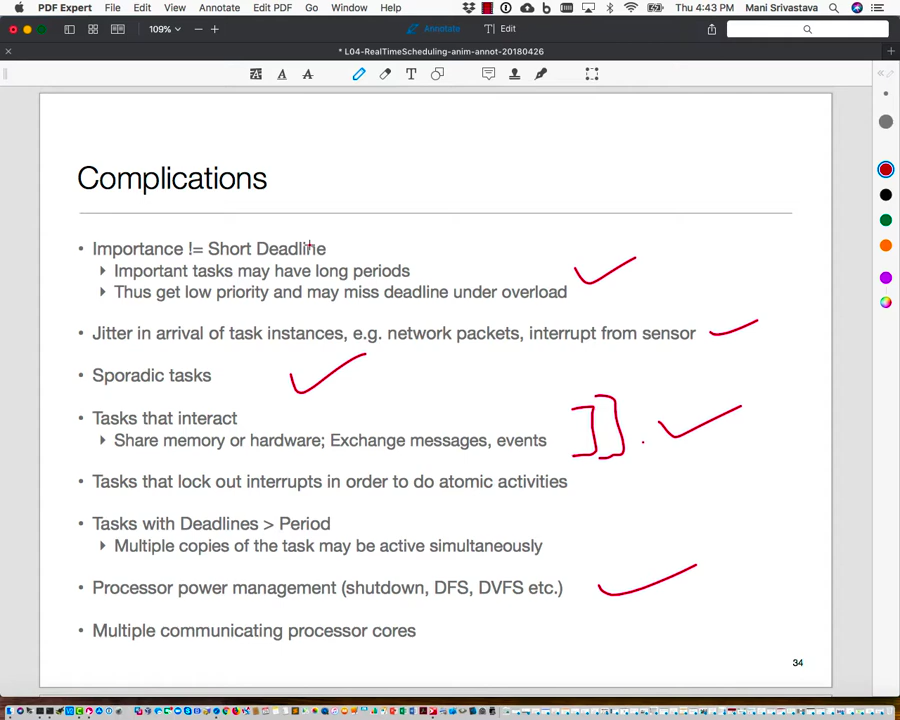 PDF Expert File Edit View Annotate Edit PDF Go Window Help Thu 4:43 PM Mani Srivastava
109% Annotate Edit
* L04-RealTimeScheduling-anim-annot-20180426
Complications
• Importance != Short Deadline
Important tasks may have long periods
Thus get low priority and may miss deadline under overload
• Jitter in arrival of task instances, e.g. network packets, interrupt from sensor
• Sporadic tasks
• Tasks that interact
Share memory or hardware; Exchange messages, events
• Tasks that lock out interrupts in order to do atomic activities
• Tasks with Deadlines > Period
Multiple copies of the task may be active simultaneously
• Processor power management (shutdown, DFS, DVFS etc.)
• Multiple communicating processor cores
34